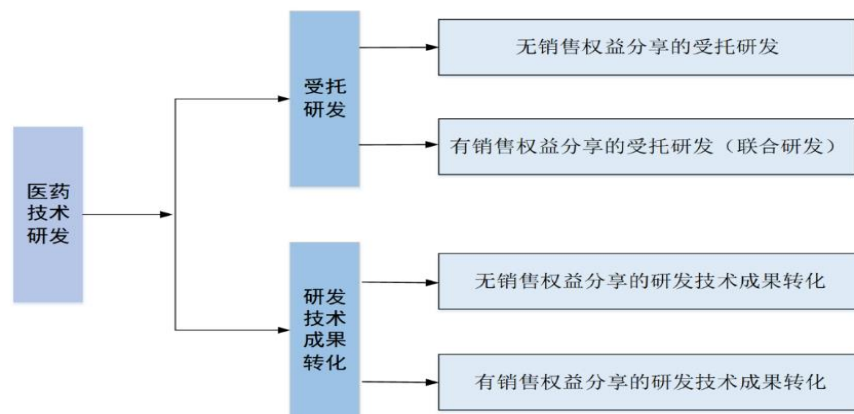 医药
技术
研发
受托
研发
无销售权益分享的受托研发
有销售权益分享的受托研发（联合研发）
研发
技术
成果
转化
无销售权益分享的研发技术成果转化
有销售权益分享的研发技术成果转化